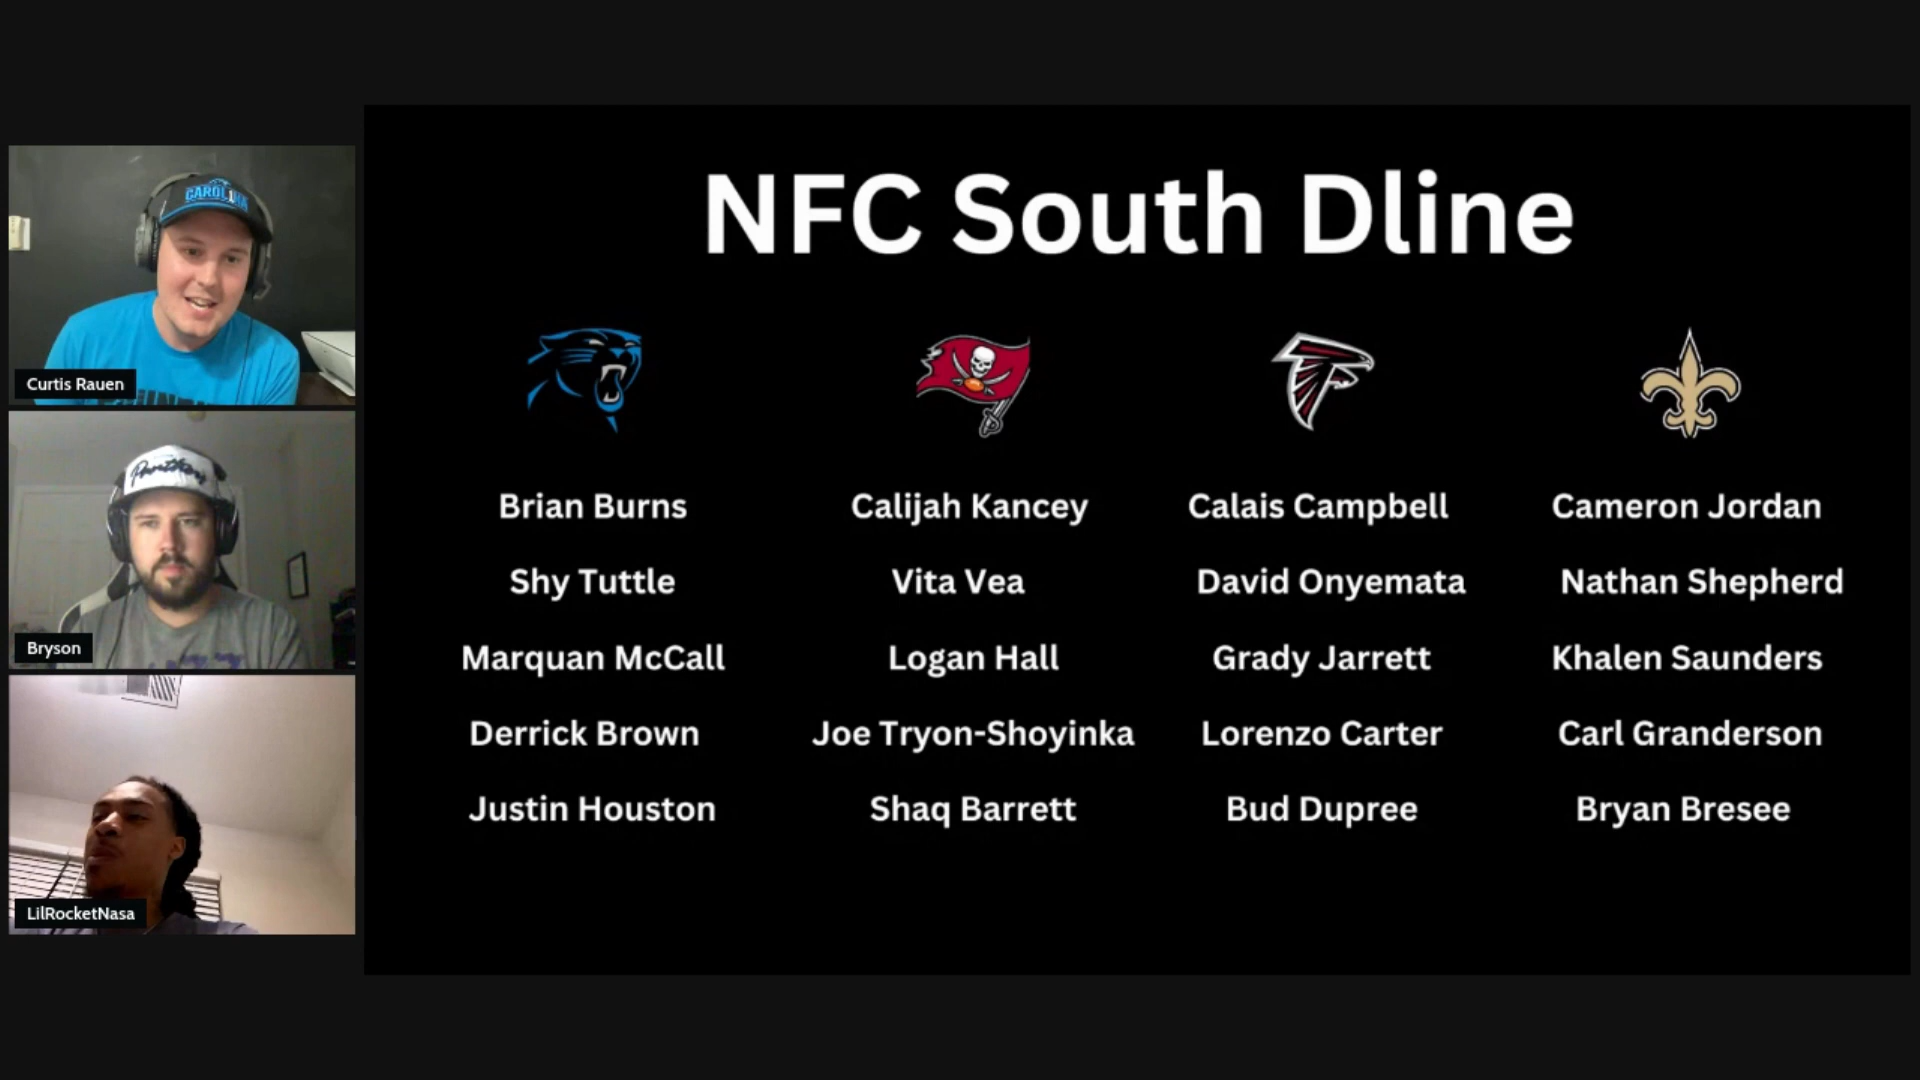 NFC South Dline
Brian Burns
Calijah Kancey
Calais Campbell
Cameron Jordan
Shy Tuttle
Vita Vea
David Onyemata
Nathan Shepherd
Marquan McCall
Logan Hall
Grady Jarrett
Khalen Saunders
Derrick Brown
Joe Tryon-Shoyinka
Lorenzo Carter
Carl Granderson
Justin Houston
Shaq Barrett
Bud Dupree
Bryan Bresee
CAROLINA
Curtis Rauen
Panthers
Bryson
LilRocketNasa